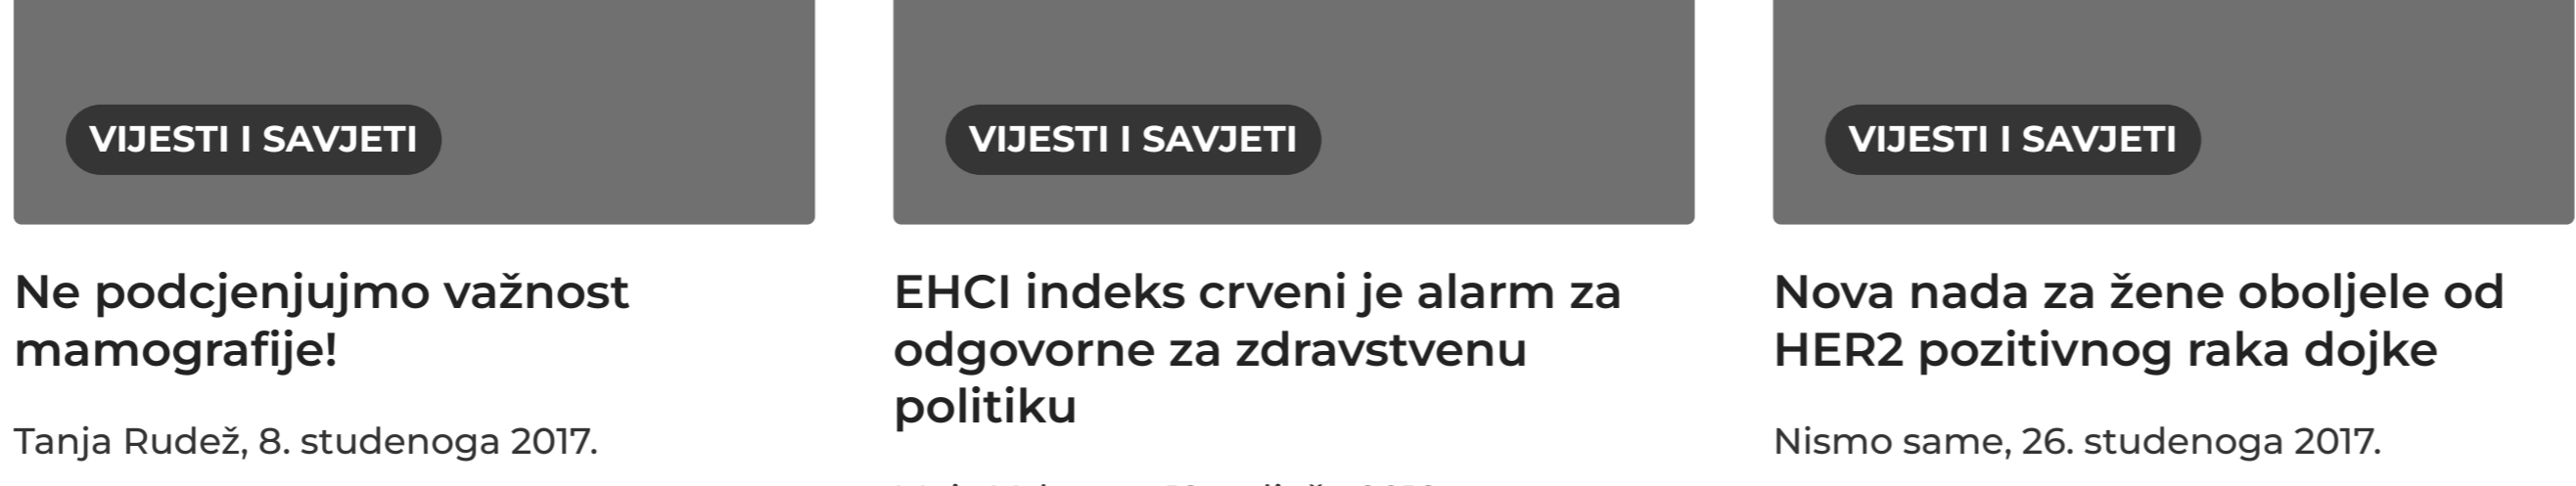 VIJESTI I SAVJETI
Ne podcjenjujmo važnost
mamografije!
Tanja Rudež, 8. studenoga 2017.
VIJESTI I SAVJETI
EHCI indeks crveni je alarm za
odgovorne za zdravstvenu
politiku
VIJESTI I SAVJETI
Nova nada za žene oboljele od
HER2 pozitivnog raka dojke
Nismo same, 26. studenoga 2017.